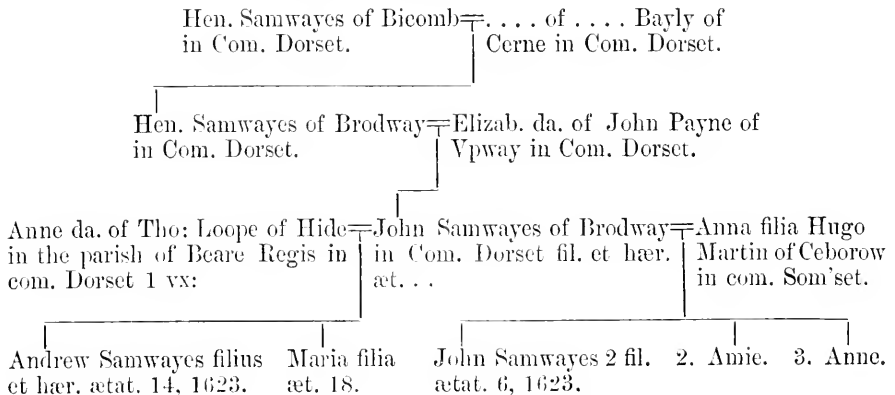 Hen. Samwayes of Bicomb=. . . . of . . . . Bayly of
in Com. Dorset. Cerne in Com. Dorset.
Hen. Samwayes of Brodway=Elizab. da. of John Payne of
in Com. Dorset. Vpway in Com. Dorset.
Anne da. of Tho: Loope of Hide=John Samwayes of Brodway=Anna filia Hugo
in the parish of Beare Regis in in Com. Dorset fil. et hær. Martin of Ceborow
com. Dorset 1 vx: æt. . . in com. Som'set.
Andrew Samwayes filius Maria filia John Samwayes 2 fil. 2. Amie. 3. Anne.
et hær. ætat. 14, 1623. æt. 18. ætat. 6, 1623.